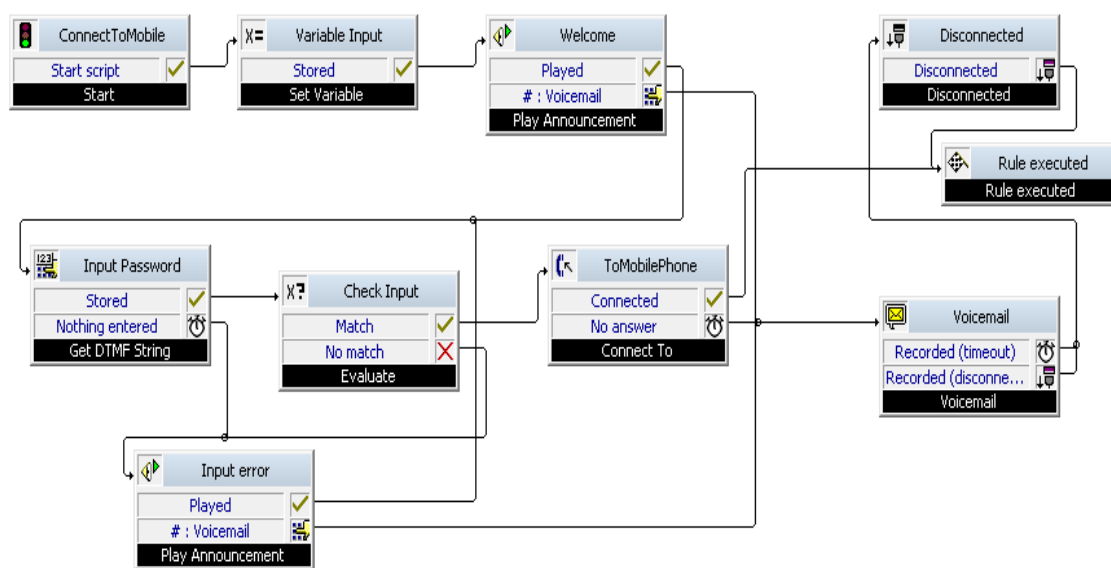 ConnectToMobile
Start script
Start
X=
Variable Input
Stored
Set Variable
Welcome
Played
# : Voicemail
Play Announcement
Disconnected
Disconnected
Disconnected
Rule executed
Rule executed
123
Input Password
Stored
Nothing entered
Get DTMF String
X?
Check Input
Match
No match
Evaluate
ToMobilePhone
Connected
No answer
Connect To
Voicemail
Recorded (timeout)
Recorded (disconne...
Voicemail
Input error
Played
# : Voicemail
Play Announcement